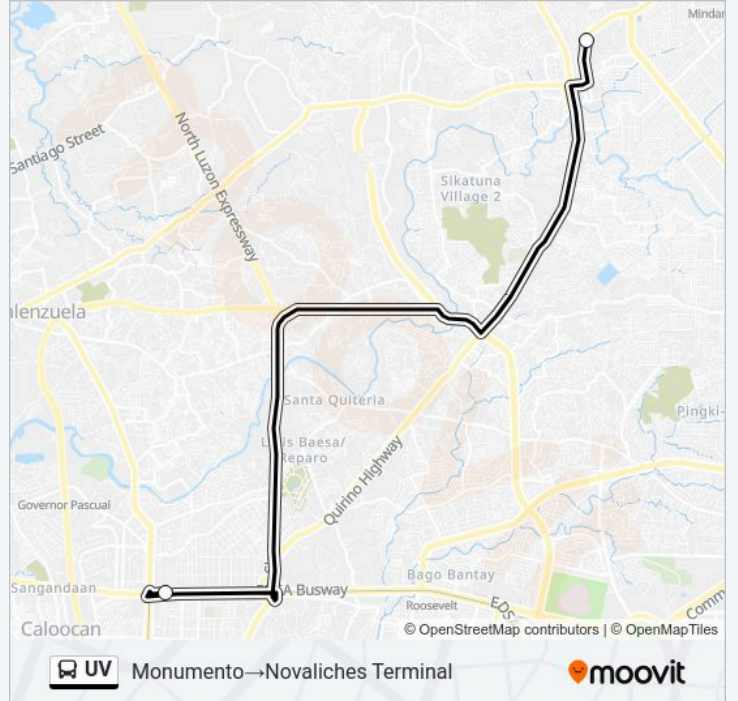 Mindan
Santiago Street
North Luzon Expressway
Sikatuna
Village 2
alenzuela
Santa Quiteria
Baesa/
Reparo
Pingki-
Quirino Highway
Governor Pascual
Sangandaan
Busway
Bago Bantay
Roosevelt
EDS
Comm
Caloocan
© OpenStreetMap contributors | © OpenMapTiles
UV Monumento→Novaliches Terminal moovit